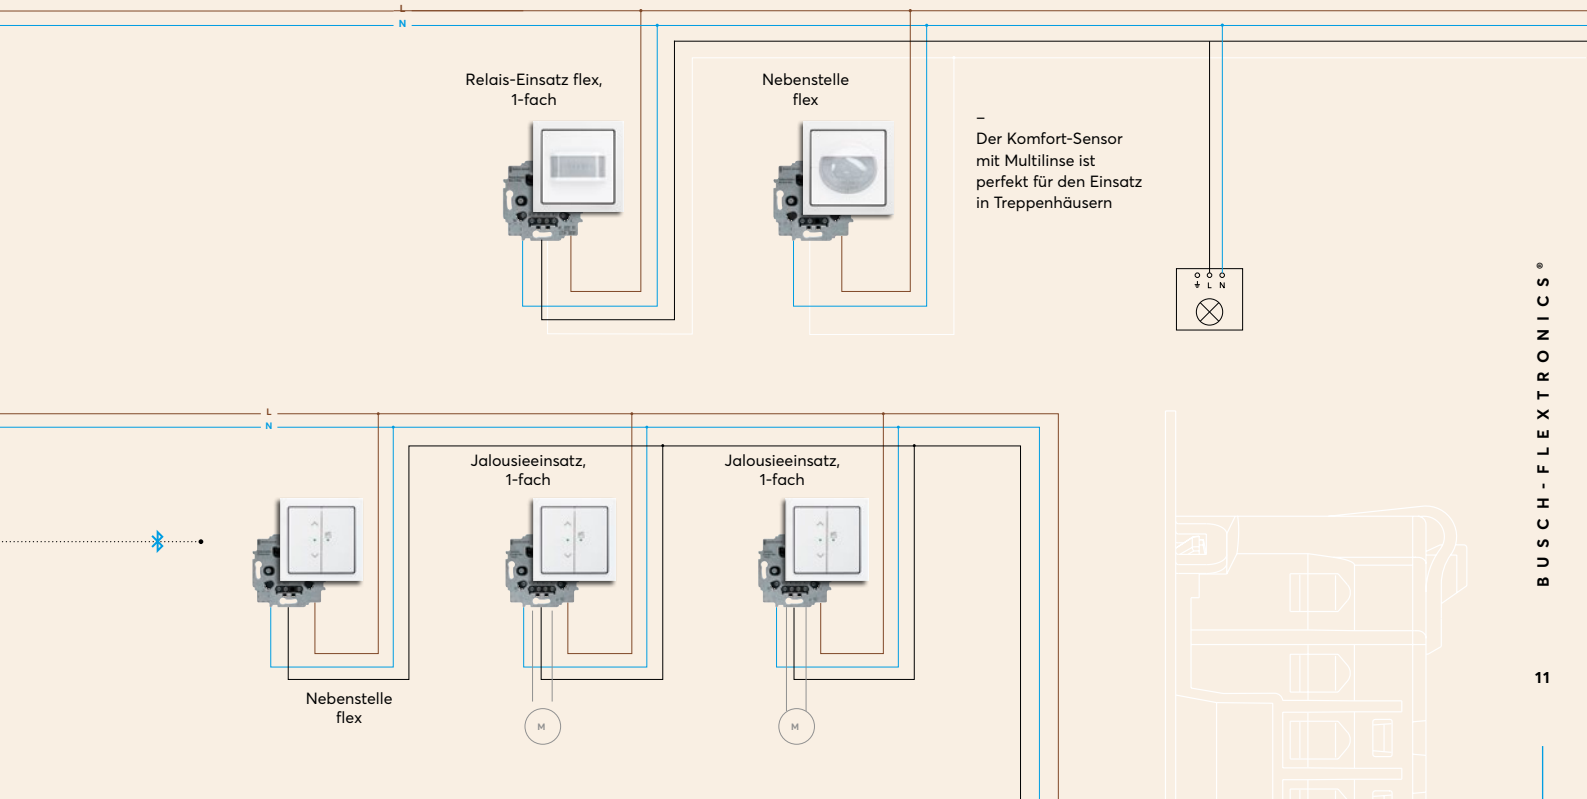 L
N
Relais-Einsatz flex,
1-fach
Nebenstelle
flex
–
Der Komfort-Sensor
mit Multilinse ist
perfekt für den Einsatz
in Treppenhäusern
L N
L
N
Jalousieeinsatz,
1-fach
Jalousieeinsatz,
1-fach
Nebenstelle
flex
M
M
BUSCH-FLEXTRONICS®
11